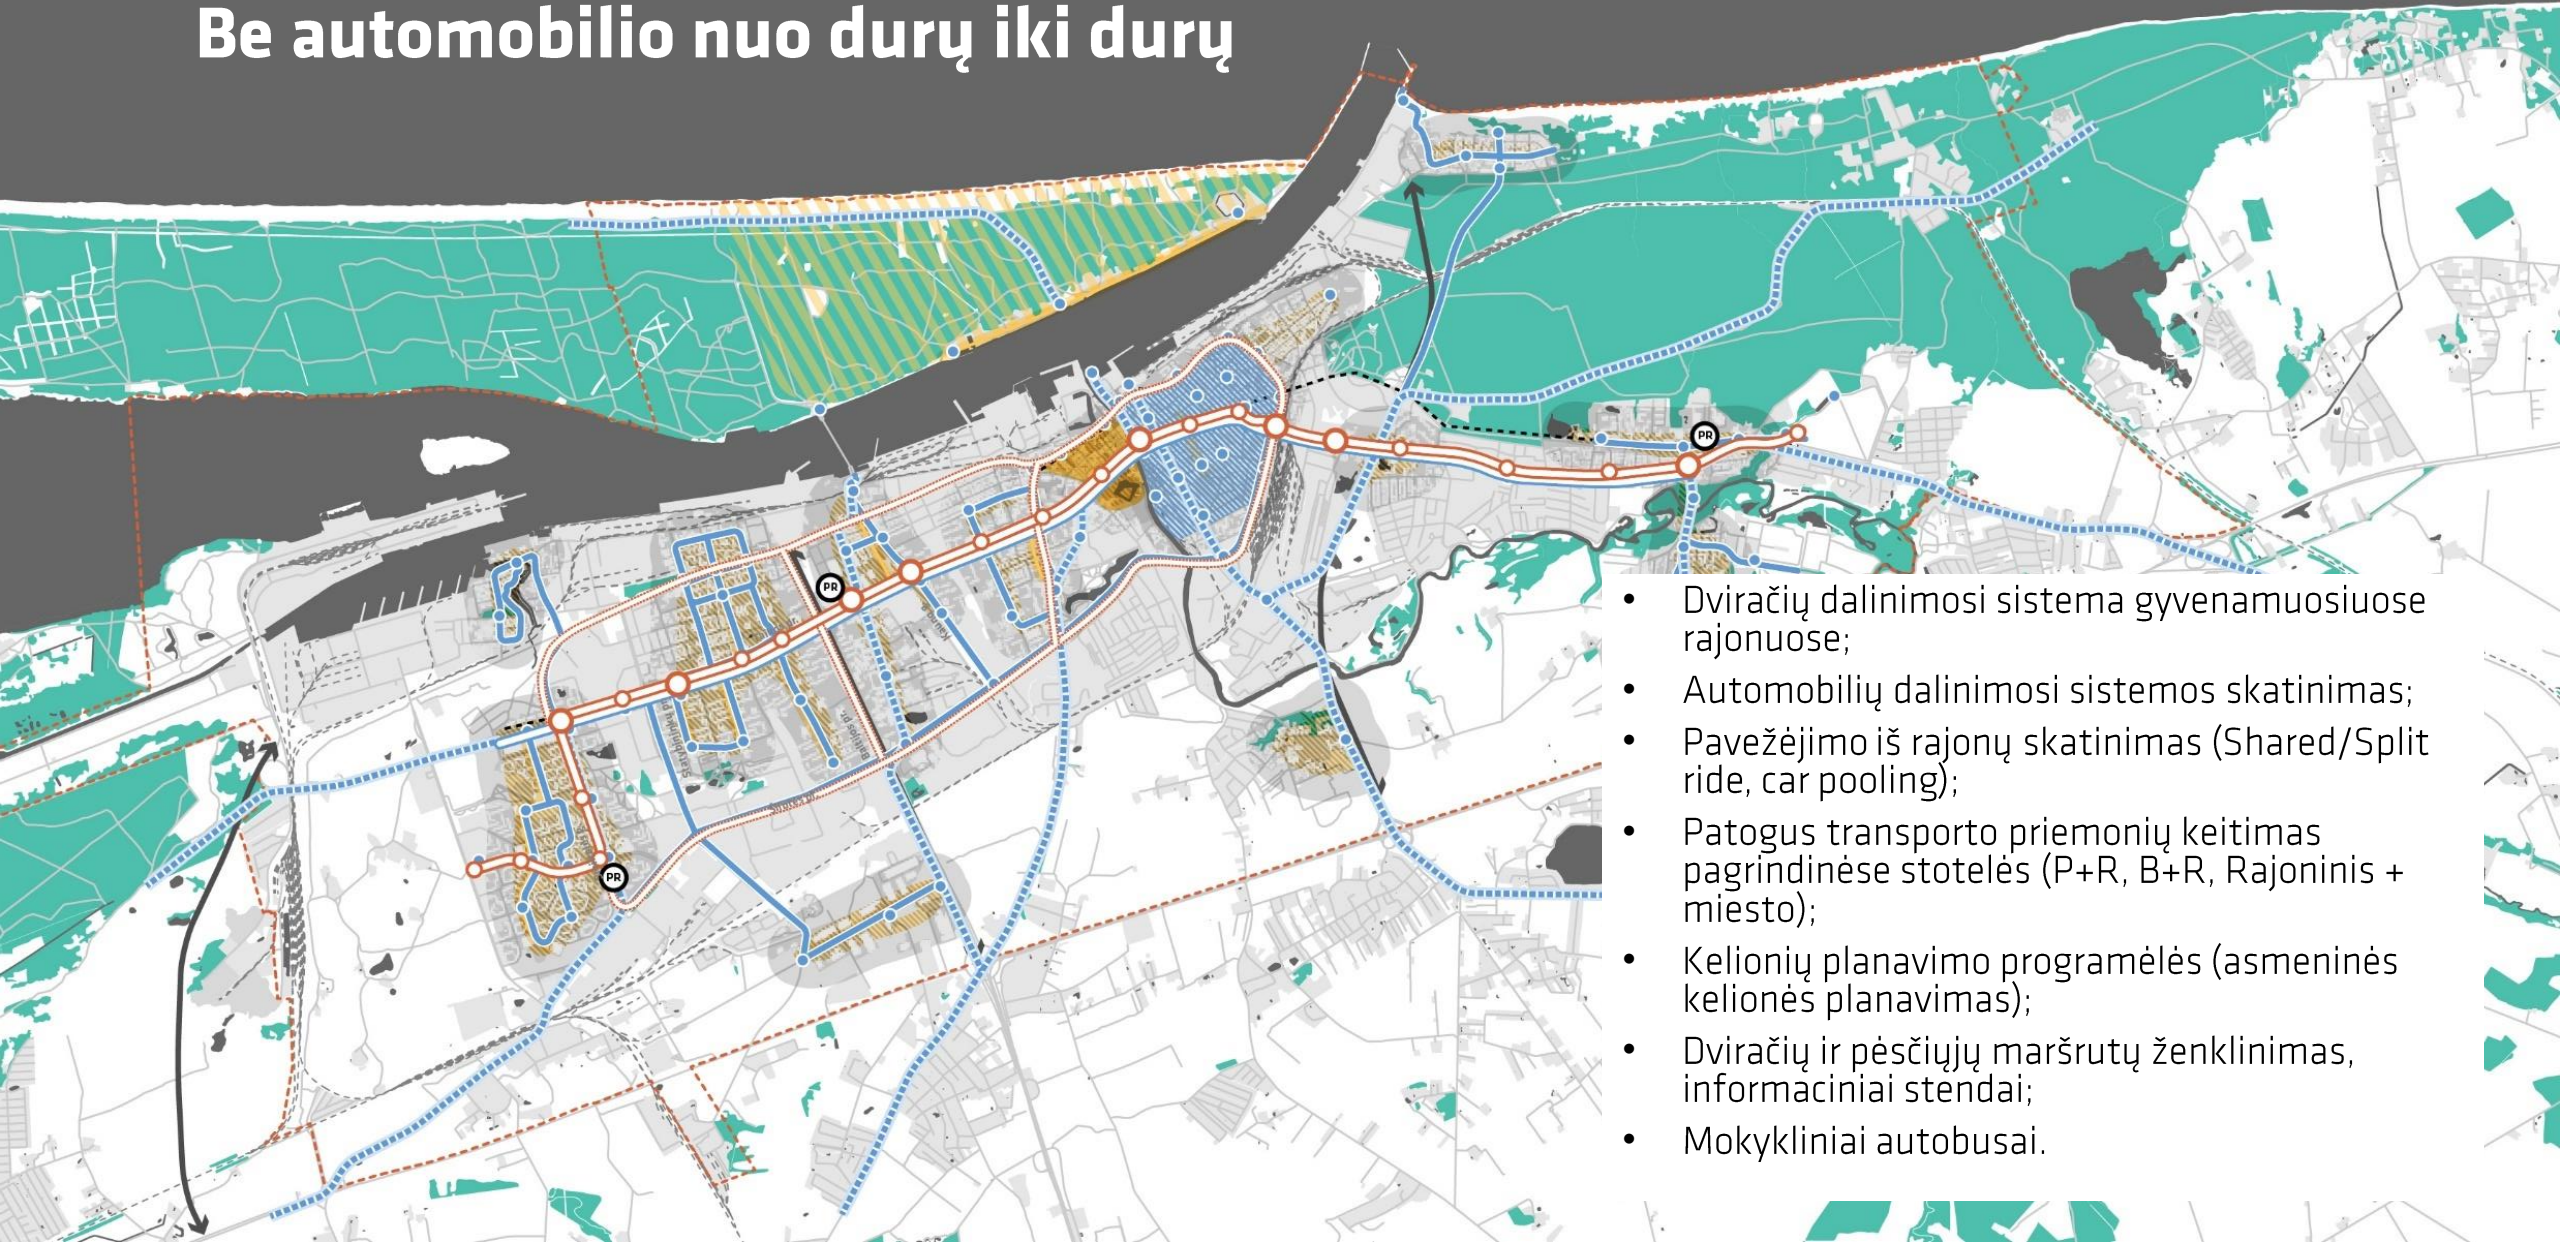 Be automobilio nuo durų iki durų
PR
PR
PR
• Dviračių dalinimosi sistema gyvenamuosiuose
rajonuose;
• Automobilių dalinimosi sistemos skatinimas;
• Pavežėjimo iš rajonų skatinimas (Shared/Split
ride, car pooling);
• Patogus transporto priemonių keitimas
pagrindinėse stotelės (P+R, B+R, Rajoninis +
miesto);
• Kelionių planavimo programėlės (asmeninės
kelionės planavimas);
• Dviračių ir pėsčiųjų maršrutų ženklinimas,
informaciniai stendai;
• Mokykliniai autobusai.